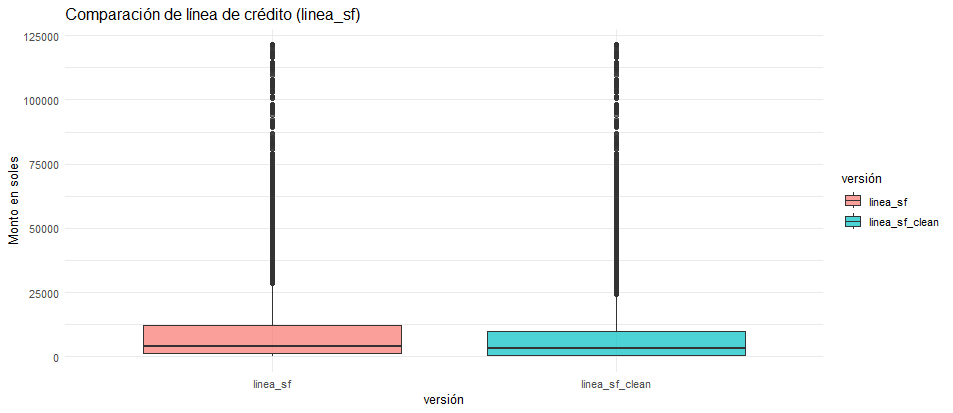 Comparación de línea de crédito (linea_sf)
125000
100000
75000
50000
25000
0
Monto en soles
linea_sf
linea_sf_clean
versión
versión
linea_sf
linea_sf_clean